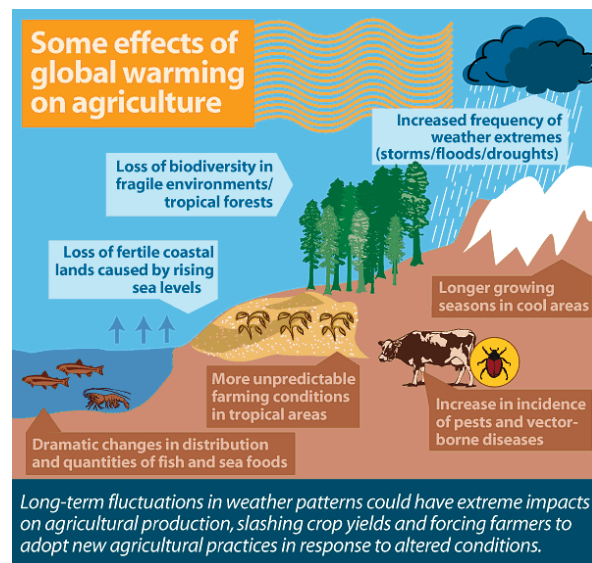 Some effects of
global warming
on agriculture
Increased frequency of
weather extremes
(storms/floods/droughts)
Loss of biodiversity in
fragile environments/
tropical forests
Loss of fertile coastal
lands caused by rising
sea levels
Longer growing
seasons in cool areas
More unpredictable
farming conditions
in tropical areas
Increase in incidence
of pests and vector-
borne diseases
Dramatic changes in distribution
and quantities of fish and sea foods
Long-term fluctuations in weather patterns could have extreme impacts
on agricultural production, slashing crop yields and forcing farmers to
adopt new agricultural practices in response to altered conditions.